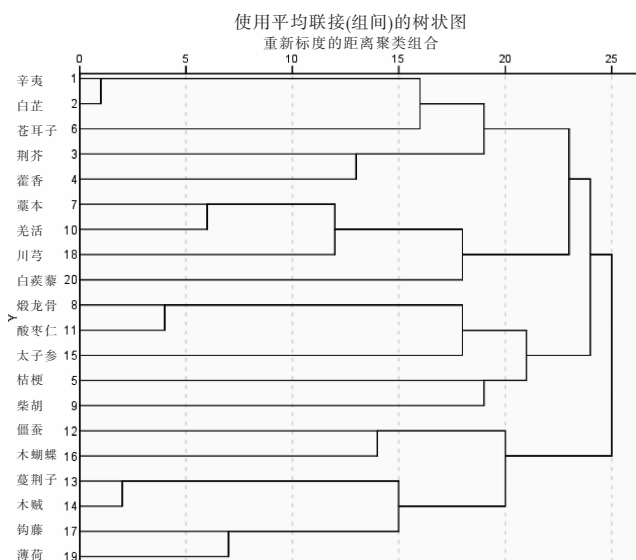 使用平均联接(组间)的树状图
重新标度的距离聚类组合
0 5 10 15 20 25
辛夷 1
白芷 2
苍耳子 6
荆芥 3
藿香 4
藁本 7
羌活 10
川芎 18
白蒺藜 20
煅龙骨 8
酸枣仁 11
太子参 15
桔梗 5
柴胡 9
僵蚕 12
木蝴蝶 16
蔓荆子 13
木贼 14
钩藤 17
薄荷 19
Y